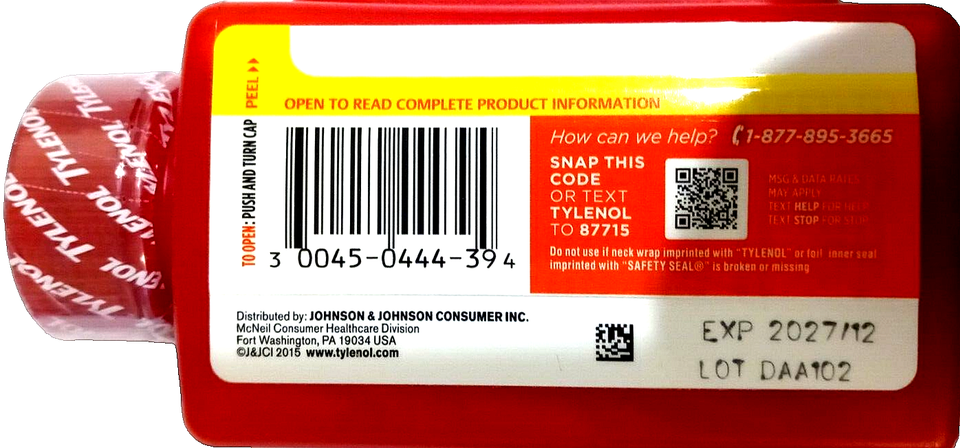 TYLENOL TYLENOL TYLENOL
TYLENOL TYLENOL
TO OPEN: PUSH AND TURN CAP
PEEL
OPEN TO READ COMPLETE PRODUCT INFORMATION
3 0045-0444-39 4
How can we help? 1-877-895-3665
SNAP THIS
CODE
OR TEXT
TYLENOL
TO 87715
MSG & DATA RATES
MAY APPLY
TEXT HELP FOR HELP
TEXT STOP FOR STOP
Do not use if neck wrap imprinted with "TYLENOL" or foil inner seal
imprinted with "SAFETY SEAL®" is broken or missing
Distributed by: JOHNSON & JOHNSON CONSUMER INC.
McNeil Consumer Healthcare Division
Fort Washington, PA 19034 USA
©J&JCI 2015 www.tylenol.com
EXP 2027/12
LOT DAA102